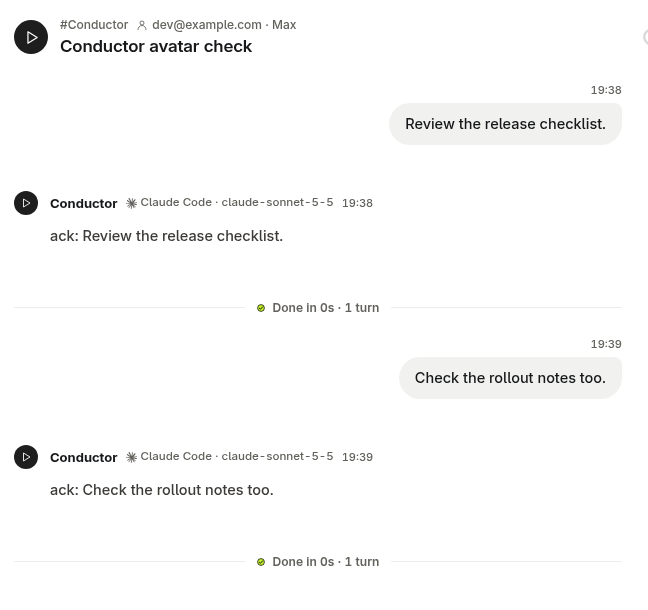 #Conductor dev@example.com · Max
Conductor avatar check
19:38
Review the release checklist.
Conductor Claude Code · claude-sonnet-5-5 19:38
ack: Review the release checklist.
Done in 0s · 1 turn
19:39
Check the rollout notes too.
Conductor Claude Code · claude-sonnet-5-5 19:39
ack: Check the rollout notes too.
Done in 0s · 1 turn